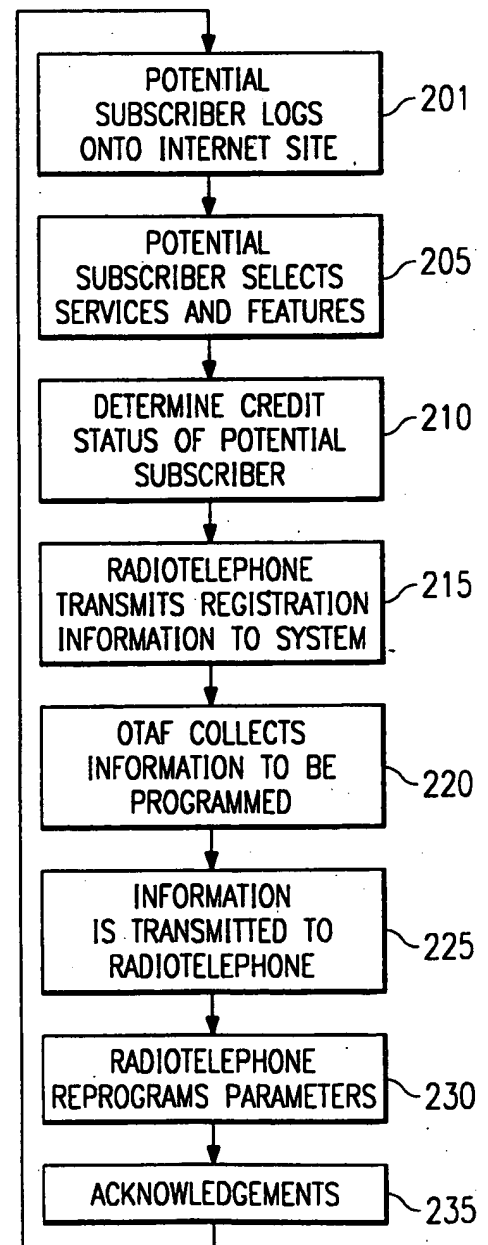 POTENTIAL
SUBSCRIBER LOGS
ONTO INTERNET SITE
201
POTENTIAL
SUBSCRIBER SELECTS
SERVICES AND FEATURES
205
DETERMINE CREDIT
STATUS OF POTENTIAL
SUBSCRIBER
210
RADIOTELEPHONE
TRANSMITS REGISTRATION
INFORMATION TO SYSTEM
215
OTAF COLLECTS
INFORMATION TO BE
PROGRAMMED
220
INFORMATION
IS TRANSMITTED TO
RADIOTELEPHONE
225
RADIOTELEPHONE
REPROGRAMS PARAMETERS
230
ACKNOWLEDGEMENTS
235